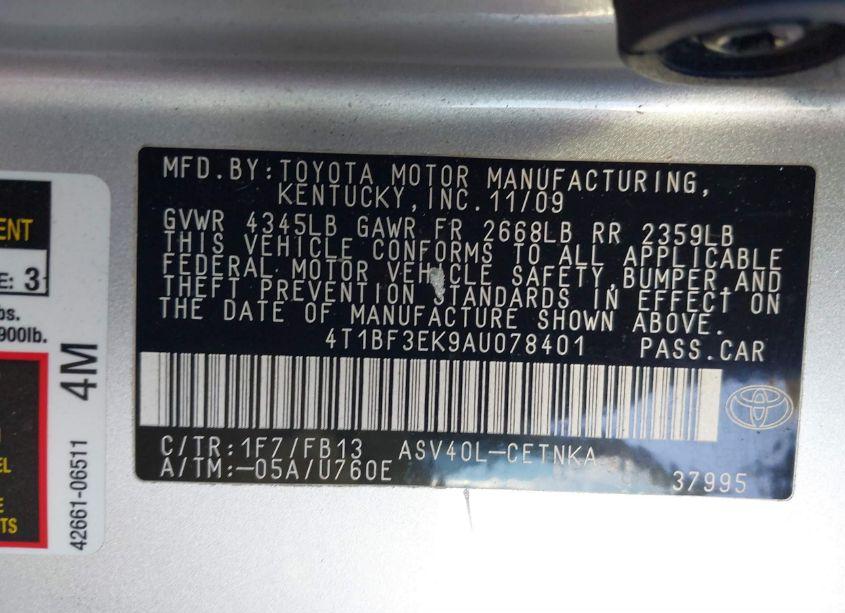 MFD.BY:TOYOTA MOTOR MANUFACTURING,
KENTUCKY, INC. 11/09
GVWR 4345LB GAWR FR 2668LB RR 2359LB
THIS VEHICLE CONFORMS TO ALL APPLICABLE
FEDERAL MOTOR VEHICLE SAFETY,BUMPER,AND
THEFT PREVENTION STANDARDS IN EFFECT ON
THE DATE OF MANUFACTURE SHOWN ABOVE.
4T1BF3EK9AU078401 PASS.CAR
C/TR:1F7/FB13 ASV40L-CETNKA
A/TM:-05A/U760E
37995
ENT
E: 3
bs.
900lb.
4M
EL
E
TS
42661-06511